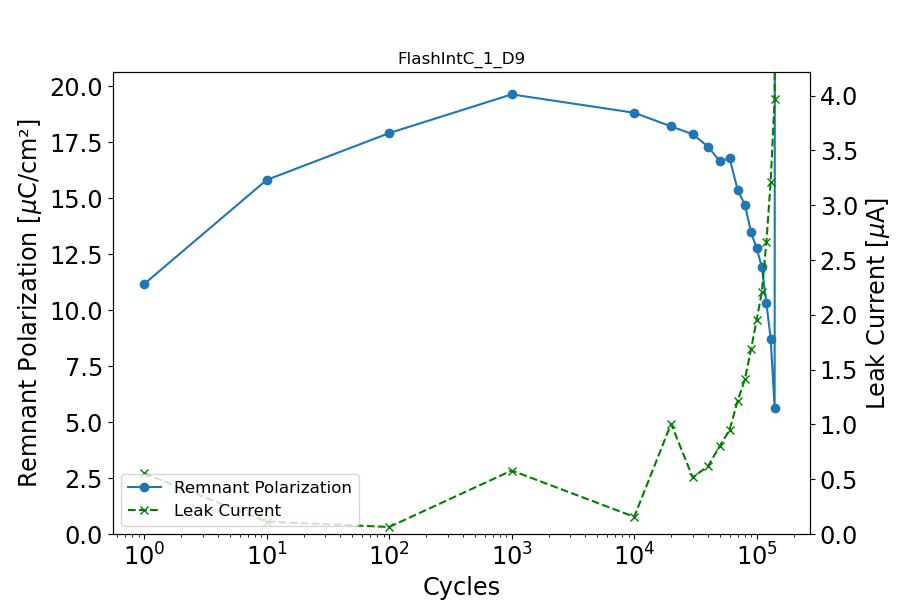 FlashIntC_1_D9
Remnant Polarization [μC/cm²]
20.0
17.5
15.0
12.5
10.0
7.5
5.0
2.5
0.0
Leak Current [μA]
4.0
3.5
3.0
2.5
2.0
1.5
1.0
0.5
0.0
Remnant Polarization
Leak Current
10⁰ 10¹ 10² 10³ 10⁴ 10⁵
Cycles